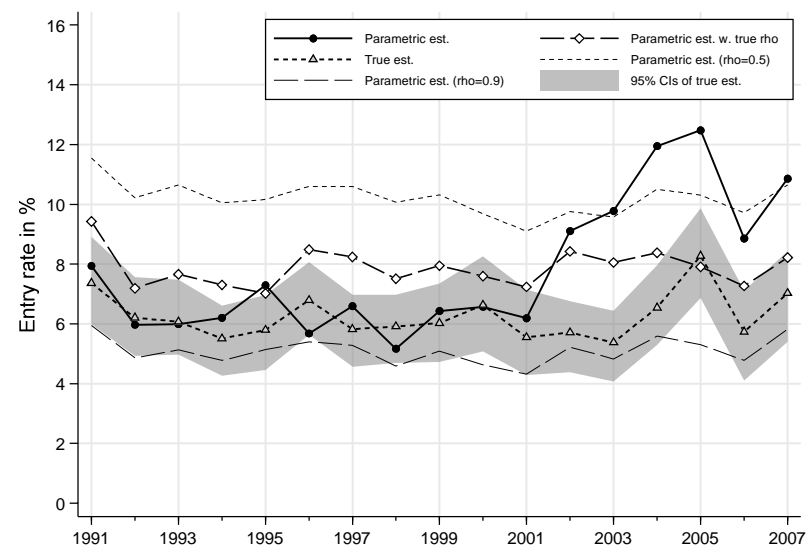 Parametric est.
Parametric est. w. true rho
True est.
Parametric est. (rho=0.5)
Parametric est. (rho=0.9)
95% CIs of true est.
Entry rate in %
16
14
12
10
8
6
4
2
0
1991 1993 1995 1997 1999 2001 2003 2005 2007